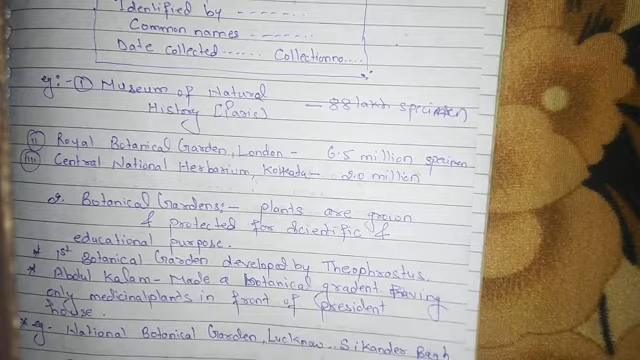 Identified by --------
Common names --------
Date collected ...... Collection no....
eg:- (i) Museum of Natural
History [Paris] - 88 lakh specimen
(ii) Royal Botanical Garden, London - 6.5 million specimen
(iii) Central National Herbarium, Kolkata - 2.0 million
2. Botanical Gardens:- plants are grown
& protected for scientific &
educational purpose.
* 1st Botanical Garden developed by Theophrostus
* Abdul Kalam - Made a botanical gradent having
only medicinal plants in front of President
house.
* eg - National Botanical Garden, Lucknow, Sikander Bagh